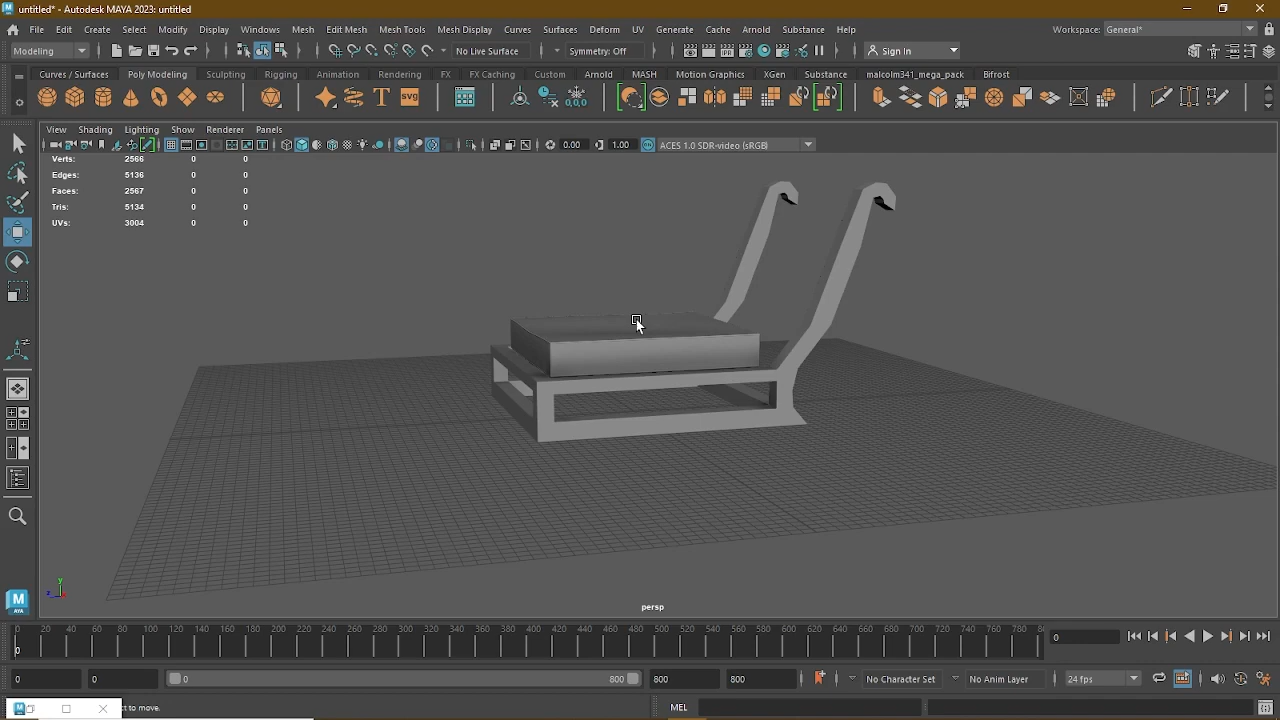 untitled* - Autodesk MAYA 2023: untitled
File Edit Create Select Modify Display Windows Mesh Edit Mesh Mesh Tools Mesh Display Curves Surfaces Deform UV Generate Cache Arnold Substance Help Workspace: General*
Modeling No Live Surface Symmetry: Off Sign In
Curves / Surfaces Poly Modeling Sculpting Rigging Animation Rendering FX FX Caching Custom Arnold MASH Motion Graphics XGen Substance malcolm341_mega_pack Bifrost
View Shading Lighting Show Renderer Panels
0.00 1.00 ACES 1.0 SDR-video (sRGB)
Verts: 2566 0 0
Edges: 5136 0 0
Faces: 2567 0 0
Tris: 5134 0 0
UVs: 3004 0 0
persp
0 20 40 60 80 100 120 140 160 180 200 220 240 260 280 300 320 340 360 380 400 420 440 460 480 500 520 540 560 580 600 620 640 660 680 700 720 740 760 780 0
0 0 0 800 800 800 No Character Set No Anim Layer 24 fps
ct to move. MEL